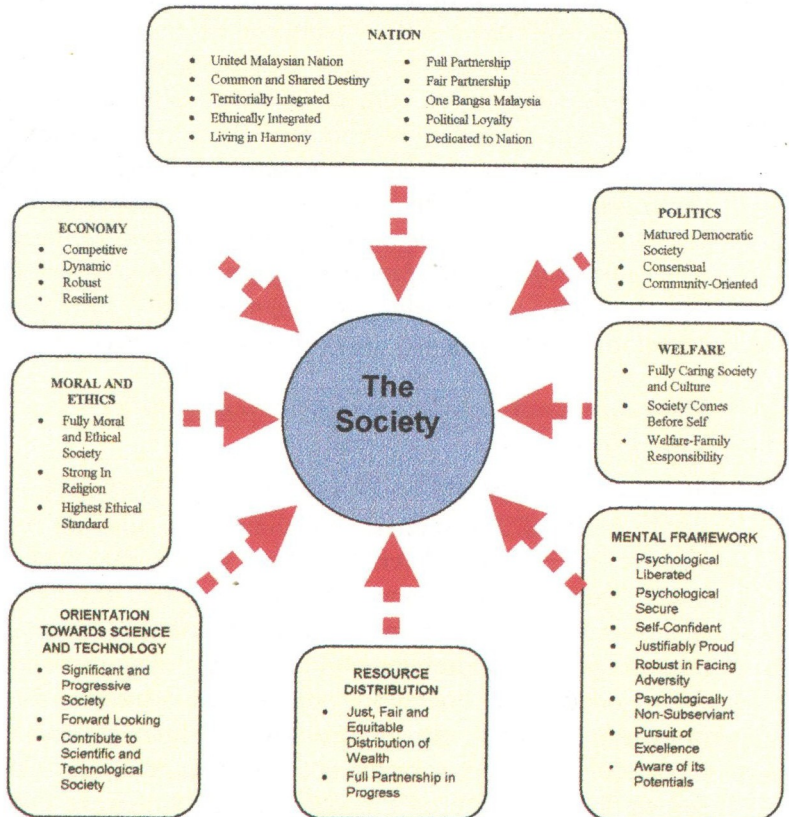 NATION
• United Malaysian Nation
• Common and Shared Destiny
• Territorially Integrated
• Ethnically Integrated
• Living in Harmony
• Full Partnership
• Fair Partnership
• One Bangsa Malaysia
• Political Loyalty
• Dedicated to Nation
ECONOMY
• Competitive
• Dynamic
• Robust
• Resilient
POLITICS
• Matured Democratic
Society
• Consensual
• Community-Oriented
MORAL AND
ETHICS
• Fully Moral
and Ethical
Society
• Strong In
Religion
• Highest Ethical
Standard
The
Society
WELFARE
• Fully Caring Society
and Culture
• Society Comes
Before Self
• Welfare-Family
Responsibility
ORIENTATION
TOWARDS SCIENCE
AND TECHNOLOGY
• Significant and
Progressive
Society
• Forward Looking
• Contribute to
Scientific and
Technological
Society
RESOURCE
DISTRIBUTION
• Just, Fair and
Equitable
Distribution of
Wealth
• Full Partnership in
Progress
MENTAL FRAMEWORK
• Psychological
Liberated
• Psychological
Secure
• Self-Confident
• Justifiably Proud
• Robust in Facing
Adversity
• Psychologically
Non-Subserviant
• Pursuit of
Excellence
• Aware of its
Potentials